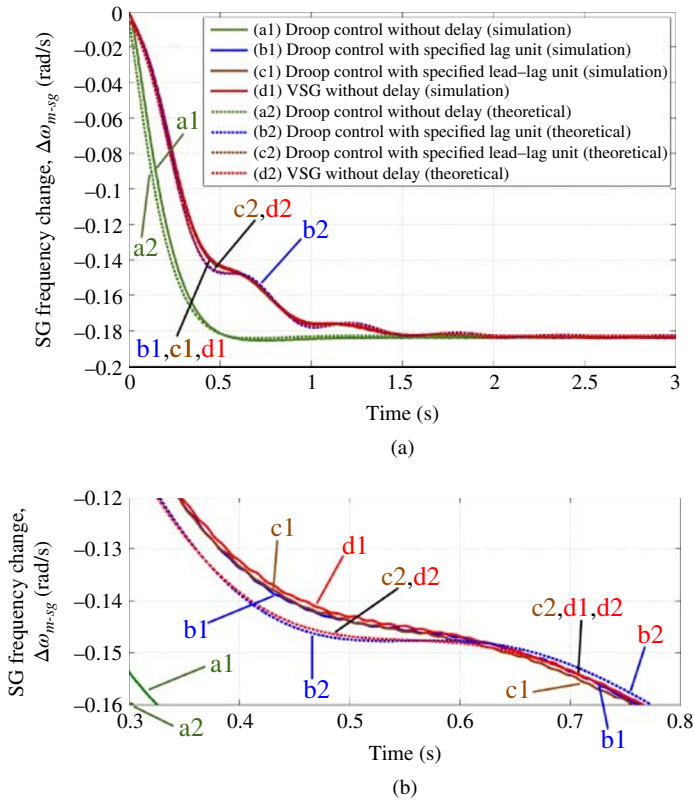 0
−0.02
−0.04
−0.06
−0.08
−0.1
−0.12
−0.14
−0.16
−0.18
−0.2
SG frequency change, Δω m-sg (rad/s)
(a1) Droop control without delay (simulation)
(b1) Droop control with specified lag unit (simulation)
(c1) Droop control with specified lead–lag unit (simulation)
(d1) VSG without delay (simulation)
(a2) Droop control without delay (theoretical)
(b2) Droop control with specified lag unit (theoretical)
(c2) Droop control with specified lead–lag unit (theoretical)
(d2) VSG without delay (theoretical)
a1
c2,d2
b2
a2
b1,c1,d1
0 0.5 1 1.5 2 2.5 3
Time (s)
(a)
−0.12
−0.13
−0.14
−0.15
−0.16
SG frequency change,
Δω m-sg (rad/s)
c1
d1
c2,d2
c2,d1,d2
b2
b1
b2
a1
c1
a2
b1
0.3 0.4 0.5 0.6 0.7 0.8
Time (s)
(b)